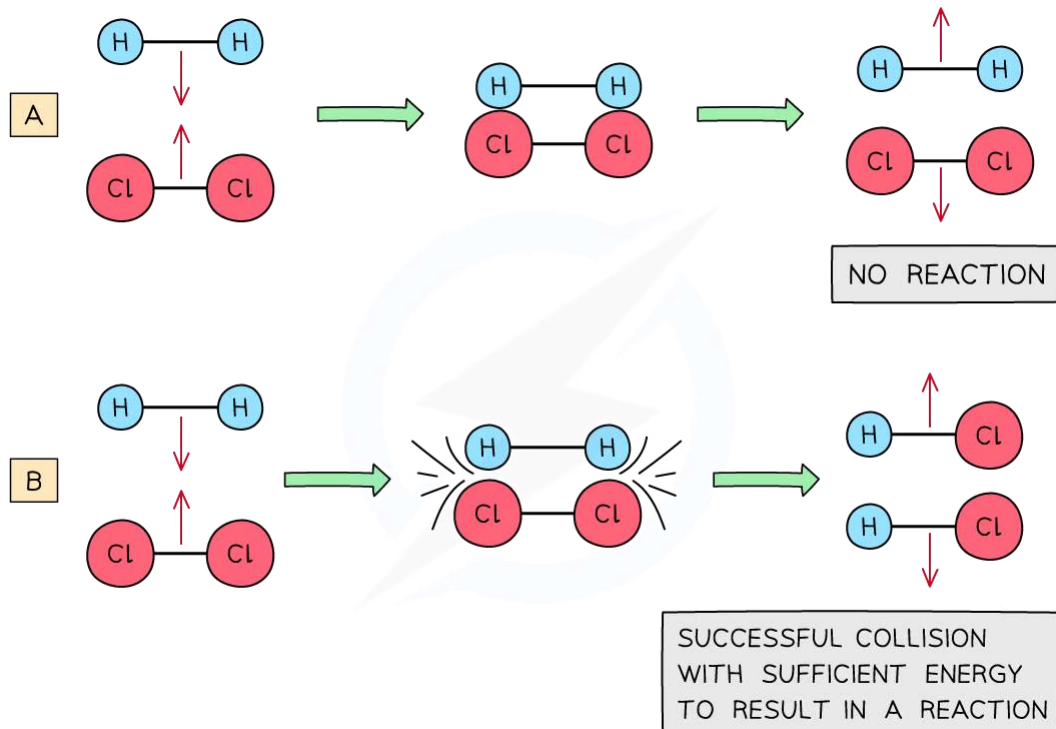 H H
H H
H H
A
Cl Cl
Cl Cl
Cl Cl
NO REACTION
H H
H H
H Cl
B
Cl Cl
Cl Cl
H Cl
SUCCESSFUL COLLISION
WITH SUFFICIENT ENERGY
TO RESULT IN A REACTION